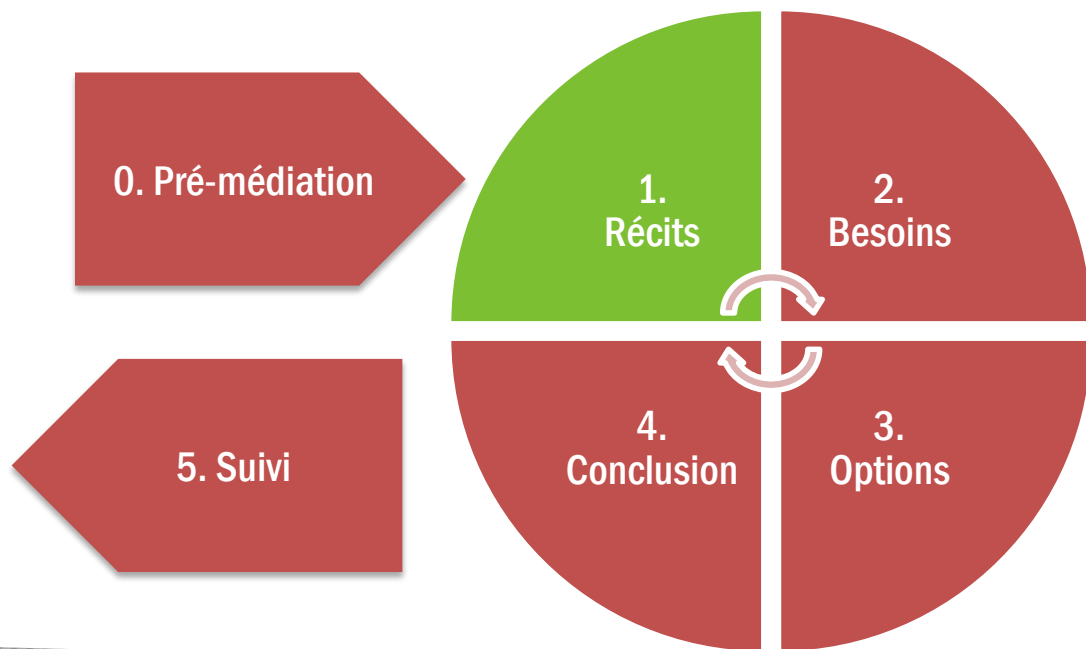 0. Pré-médiation
1.
Récits
2.
Besoins
3.
Options
4.
Conclusion
5. Suivi